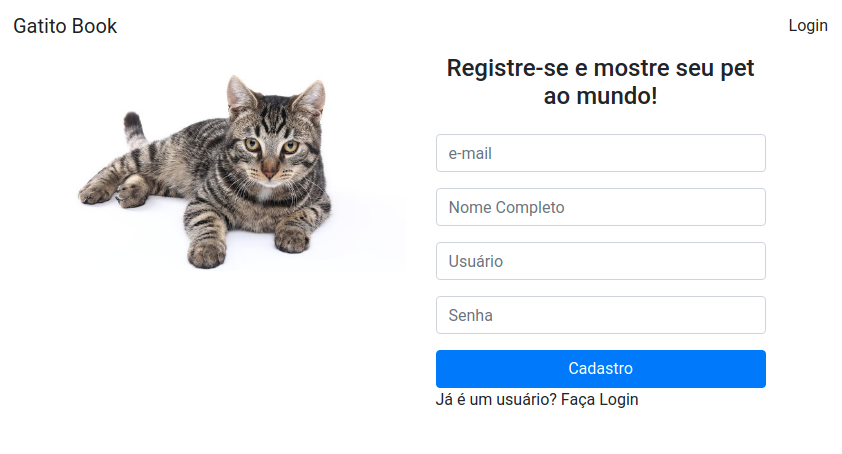 Gatito Book
Login
Registre-se e mostre seu pet
ao mundo!
e-mail
Nome Completo
Usuário
Senha
Cadastro
Já é um usuário? Faça Login